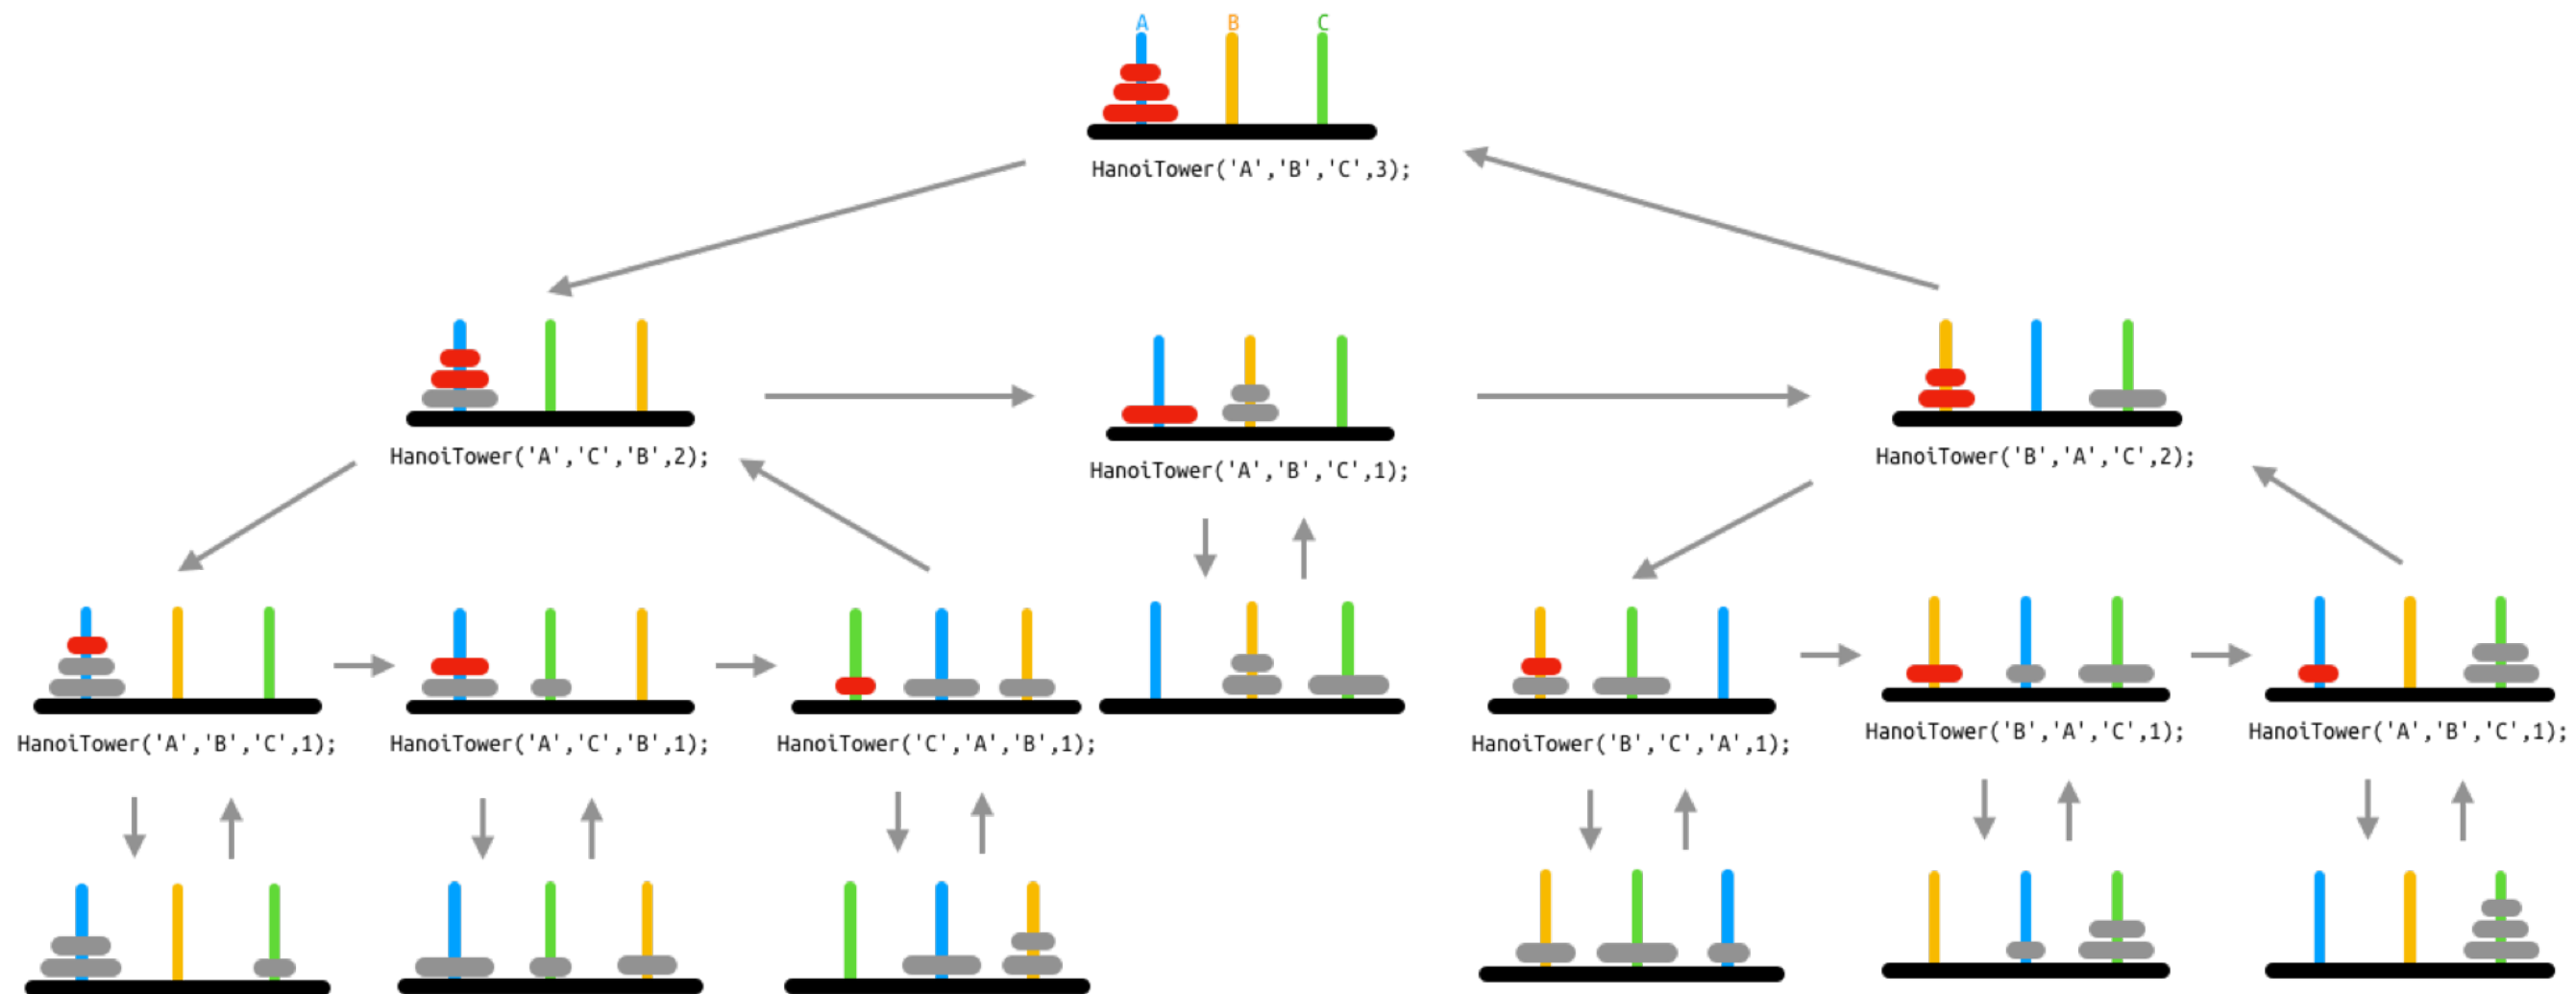 A B C
HanoiTower('A','B','C',3);
HanoiTower('A','C','B',2);
HanoiTower('A','B','C',1);
HanoiTower('B','A','C',2);
HanoiTower('A','B','C',1);
HanoiTower('A','C','B',1);
HanoiTower('C','A','B',1);
HanoiTower('B','C','A',1);
HanoiTower('B','A','C',1);
HanoiTower('A','B','C',1);